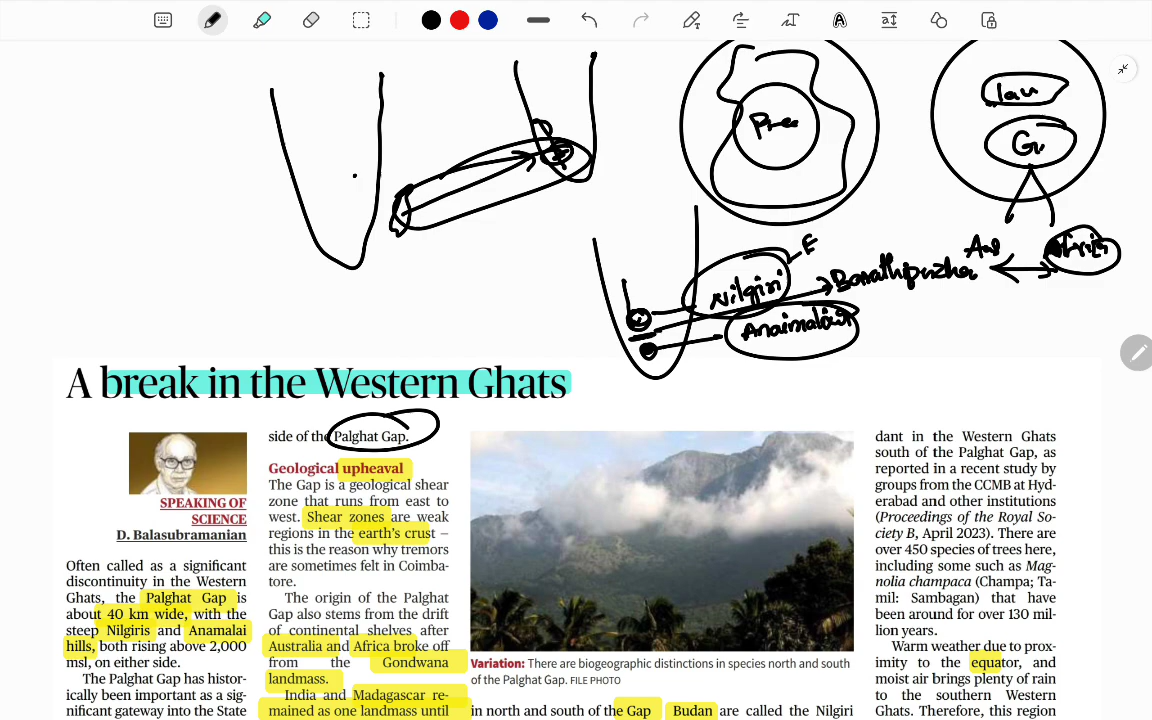 Pree
Gu
Nilgiri
E
Anaimalai
A break in the Western Ghats
SPEAKING OF
SCIENCE
D. Balasubramanian
Often called as a significant
discontinuity in the Western
Ghats, the Palghat Gap is
about 40 km wide, with the
steep Nilgiris and Anamalai
hills, both rising above 2,000
msl, on either side.
The Palghat Gap has histor-
ically been important as a sig-
nificant gateway into the State
side of the Palghat Gap.
Geological upheaval
The Gap is a geological shear
zone that runs from east to
west. Shear zones are weak
regions in the earth's crust –
this is the reason why tremors
are sometimes felt in Coimba-
tore.
The origin of the Palghat
Gap also stems from the drift
of continental shelves after
Australia and Africa broke off
from the Gondwana
landmass.
India and Madagascar re-
mained as one landmass until
Variation: There are biogeographic distinctions in species north and south
of the Palghat Gap. FILE PHOTO
in north and south of the Gap Budan are called the Nilgiri
dant in the Western Ghats
south of the Palghat Gap, as
reported in a recent study by
groups from the CCMB at Hyd-
erabad and other institutions
(Proceedings of the Royal So-
ciety B, April 2023). There are
over 450 species of trees here,
including some such as Mag-
nolia champaca (Champa; Ta-
mil: Sambagan) that have
been around for over 130 mil-
lion years.
Warm weather due to prox-
imity to the equator, and
moist air brings plenty of rain
to the southern Western
Ghats. Therefore, this region